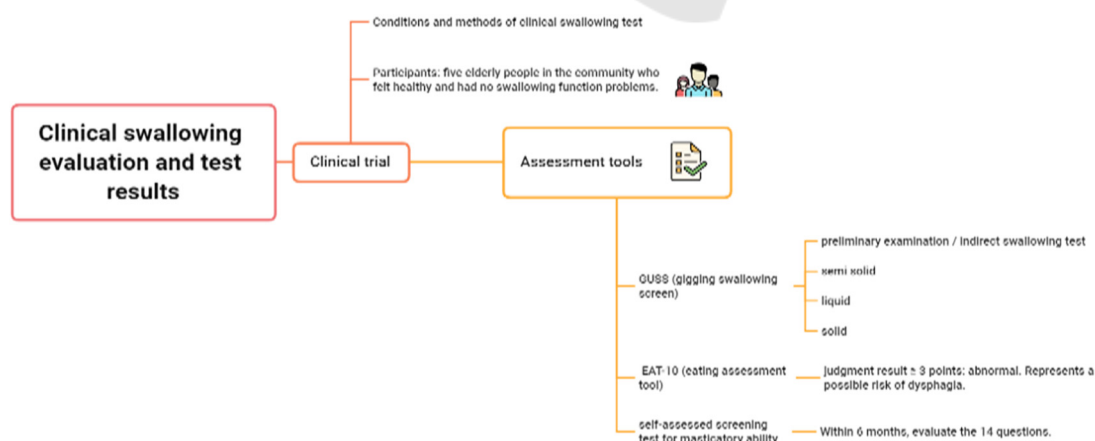 Conditions and methods of clinical swallowing test
Participants: five elderly people in the community who
felt healthy and had no swallowing function problems.
Clinical swallowing
evaluation and test
results
Clinical trial
Assessment tools
preliminary examination / indirect swallowing test
semi solid
liquid
solid
GUSS (gigging swallowing
screen)
EAT-10 (eating assessment
tool)
judgment result ≥ 3 points: abnormal. Represents a
possible risk of dysphagia.
self-assessed screening
test for masticatory ability
Within 6 months, evaluate the 14 questions.